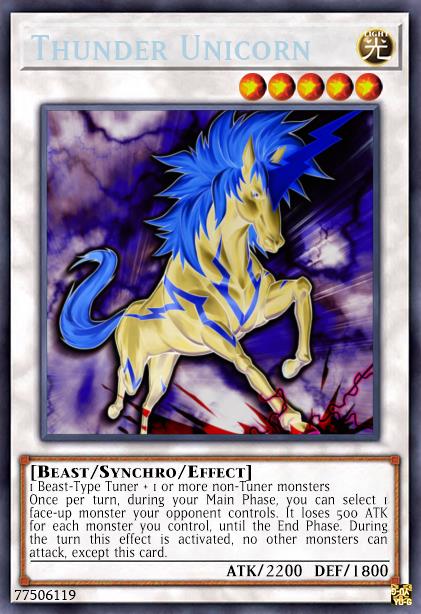 Thunder Unicorn
LIGHT
光
[Beast/Synchro/Effect]
1 Beast-Type Tuner + 1 or more non-Tuner monsters
Once per turn, during your Main Phase, you can select 1
face-up monster your opponent controls. It loses 500 ATK
for each monster you control, until the End Phase. During
the turn this effect is activated, no other monsters can
attack, except this card.
ATK/2200 DEF/1800
77506119